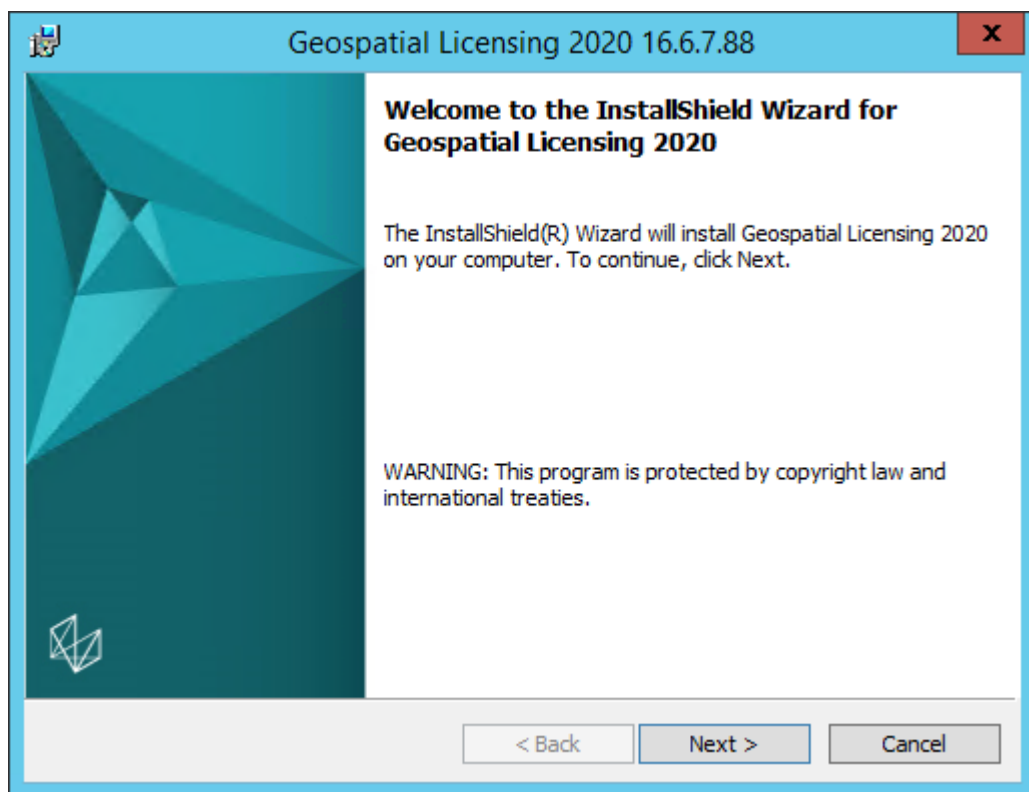 Geospatial Licensing 2020 16.6.7.88
x
Welcome to the InstallShield Wizard for
Geospatial Licensing 2020
The InstallShield(R) Wizard will install Geospatial Licensing 2020
on your computer. To continue, click Next.
WARNING: This program is protected by copyright law and
international treaties.
< Back
Next >
Cancel